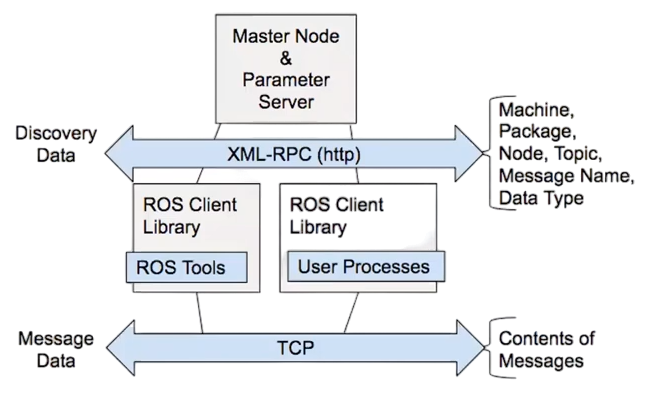 Master Node
&
Parameter
Server
Discovery
Data
XML-RPC (http)
Machine,
Package,
Node, Topic,
Message Name,
Data Type
ROS Client
Library
ROS Tools
ROS Client
Library
User Processes
Message
Data
TCP
Contents of
Messages